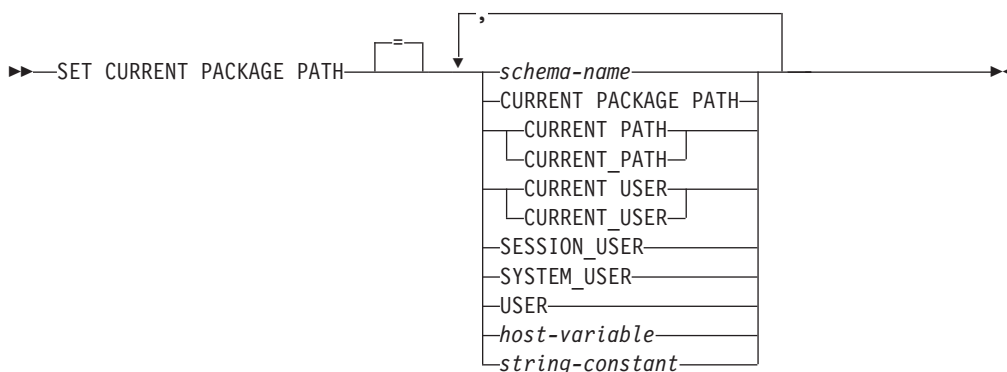 ,
=
SET CURRENT PACKAGE PATH schema-name
CURRENT PACKAGE PATH
CURRENT PATH
CURRENT_PATH
CURRENT USER
CURRENT_USER
SESSION_USER
SYSTEM_USER
USER
host-variable
string-constant